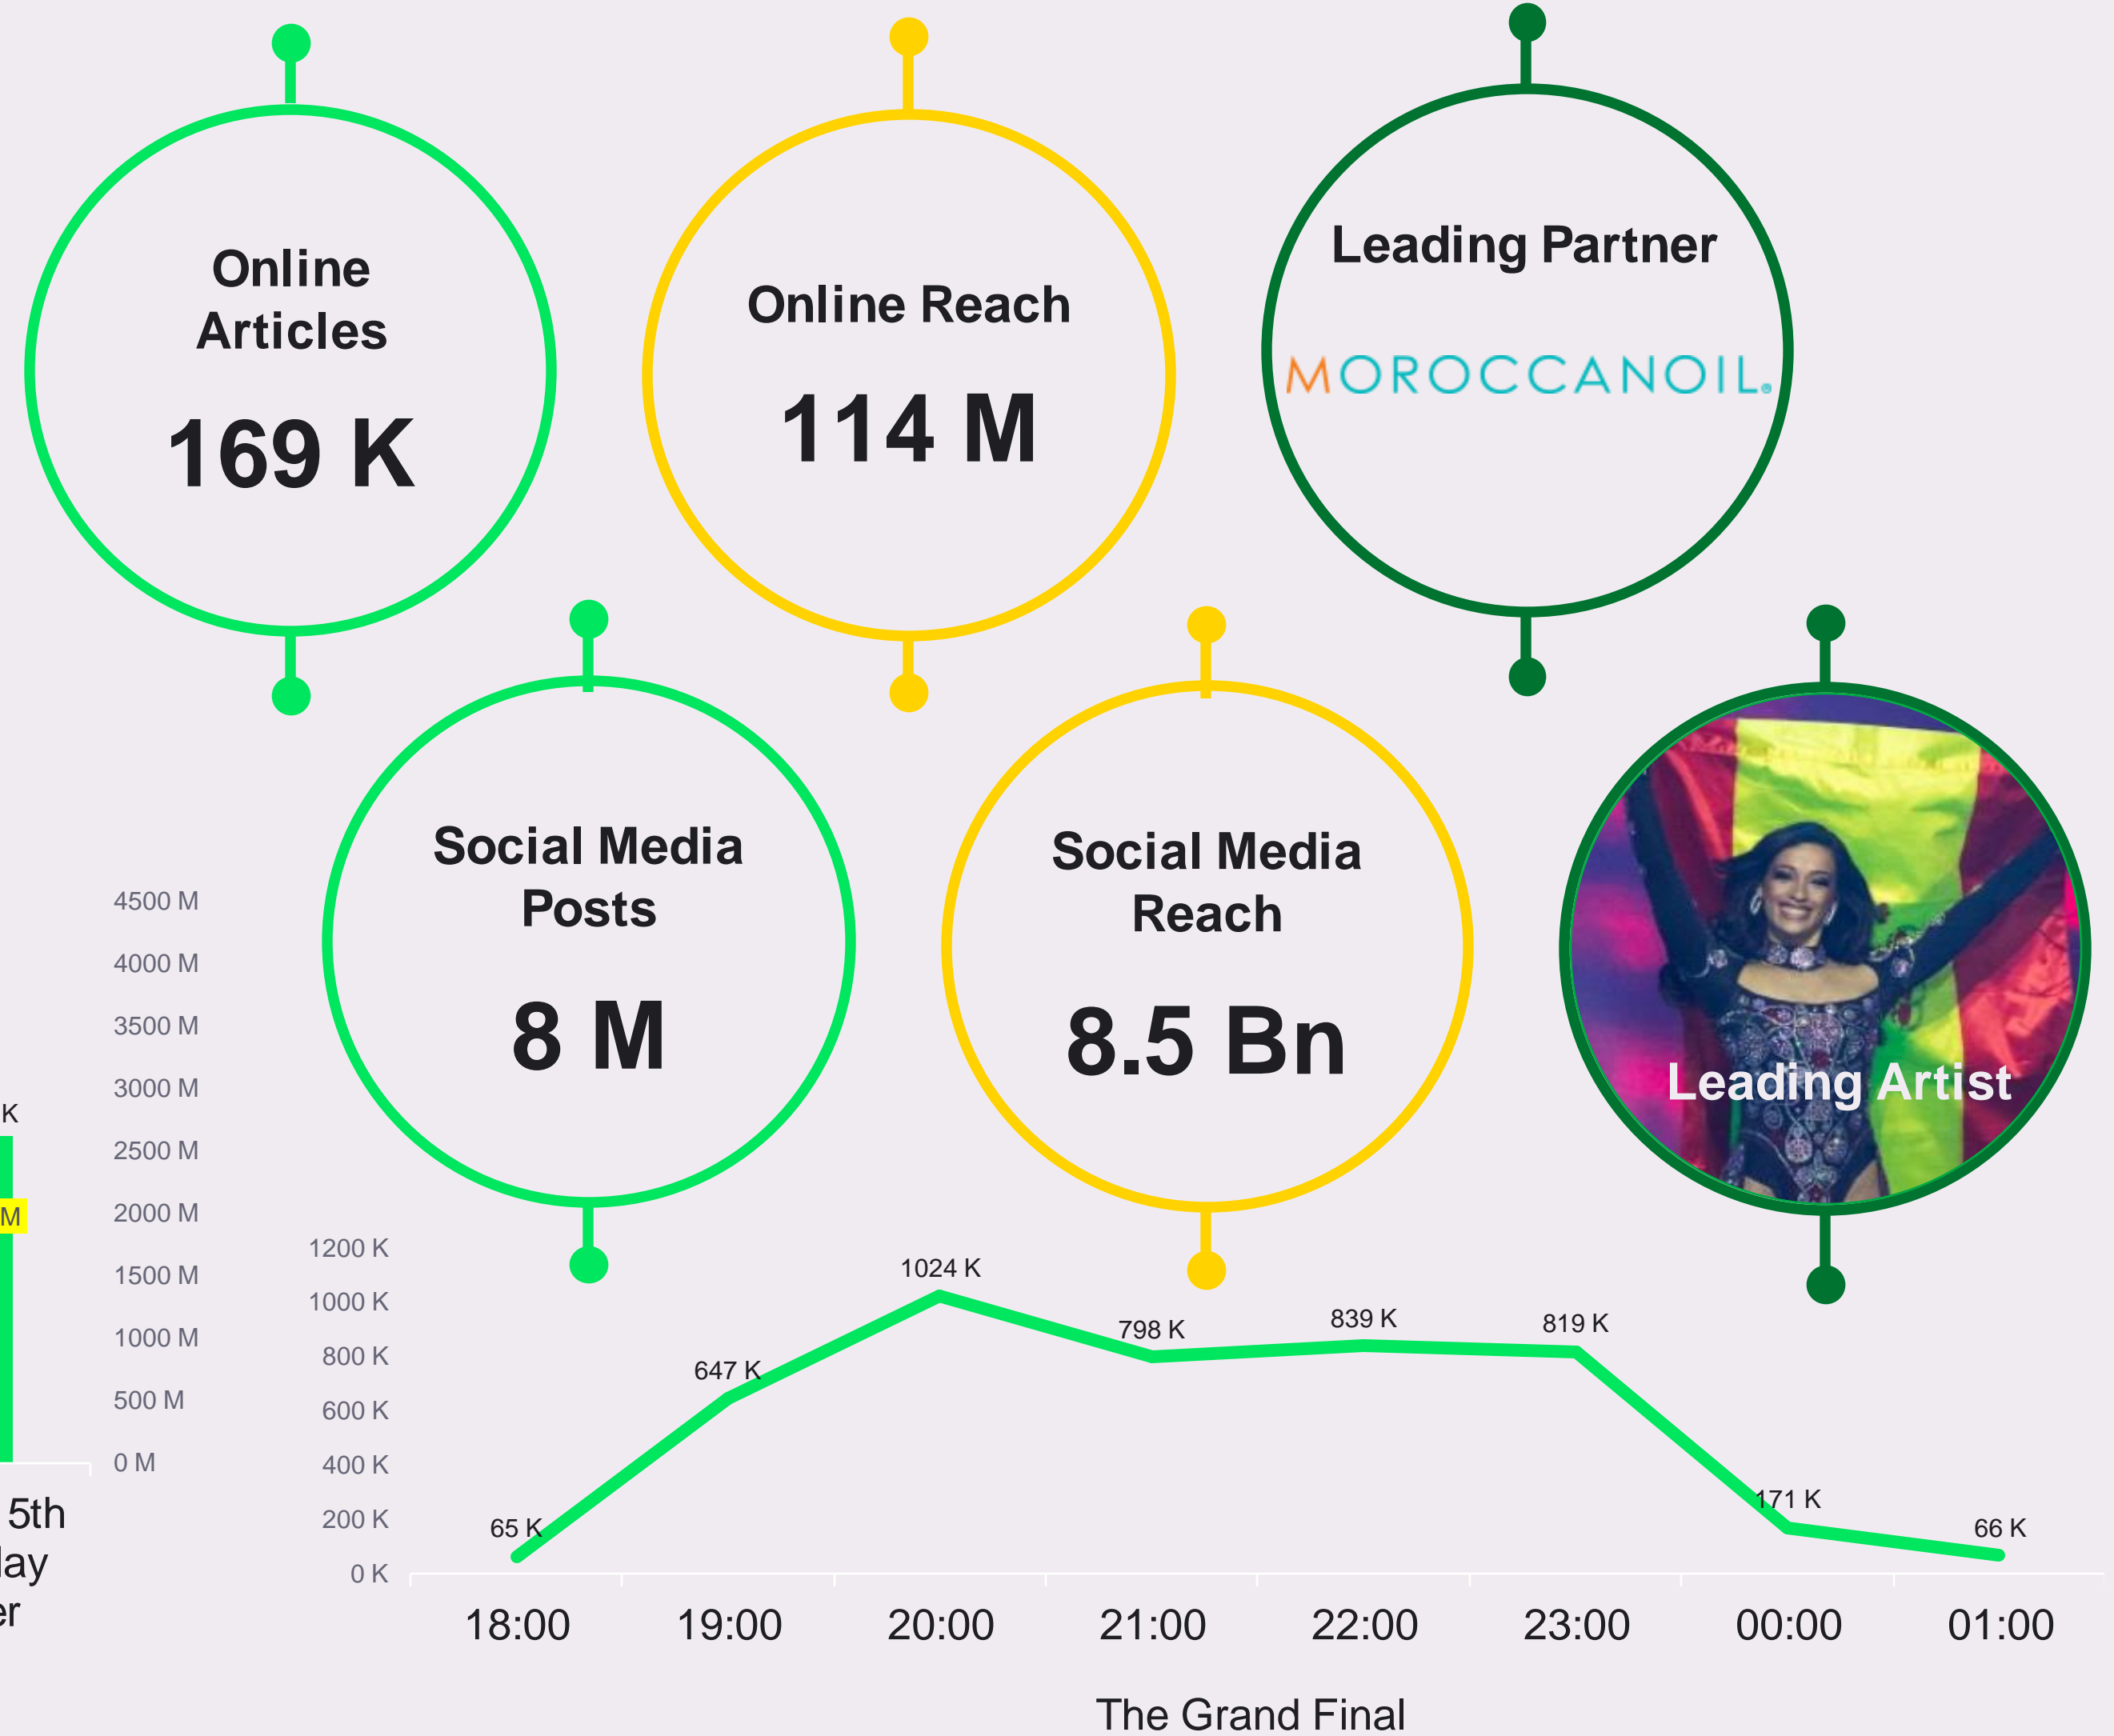 Online
Articles
169 K
Online Reach
114 M
Leading Partner
MOROCCANOIL®
Social Media
Posts
8 M
Social Media
Reach
8.5 Bn
Leading Artist
4500 M
4000 M
3500 M
3000 M
2500 M
2000 M
1500 M
1000 M
500 M
0 M
K
M
5th
1200 K
1000 K
800 K
600 K
400 K
200 K
0 K
65 K
647 K
1024 K
798 K
839 K
819 K
171 K
66 K
18:00
19:00
20:00
21:00
22:00
23:00
00:00
01:00
The Grand Final